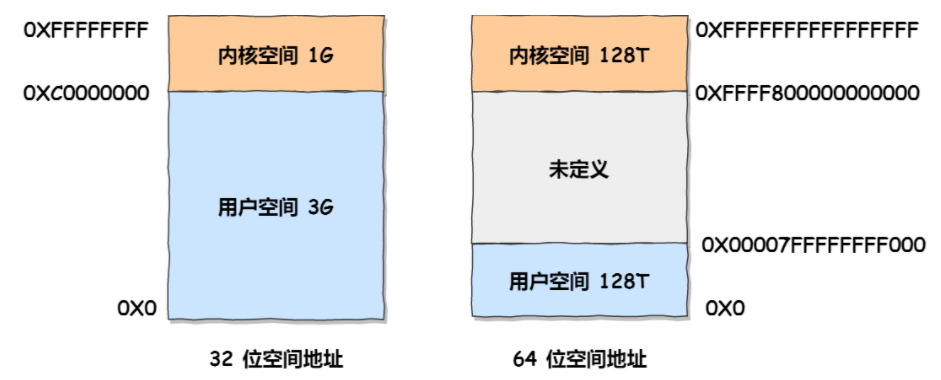 0XFFFFFFFF
内核空间 1G
0XC0000000
用户空间 3G
0X0
32 位空间地址
内核空间 128T
0XFFFFFFFFFFFFFFFF
0XFFFF800000000000
未定义
0X00007FFFFFFFF000
用户空间 128T
0X0
64 位空间地址